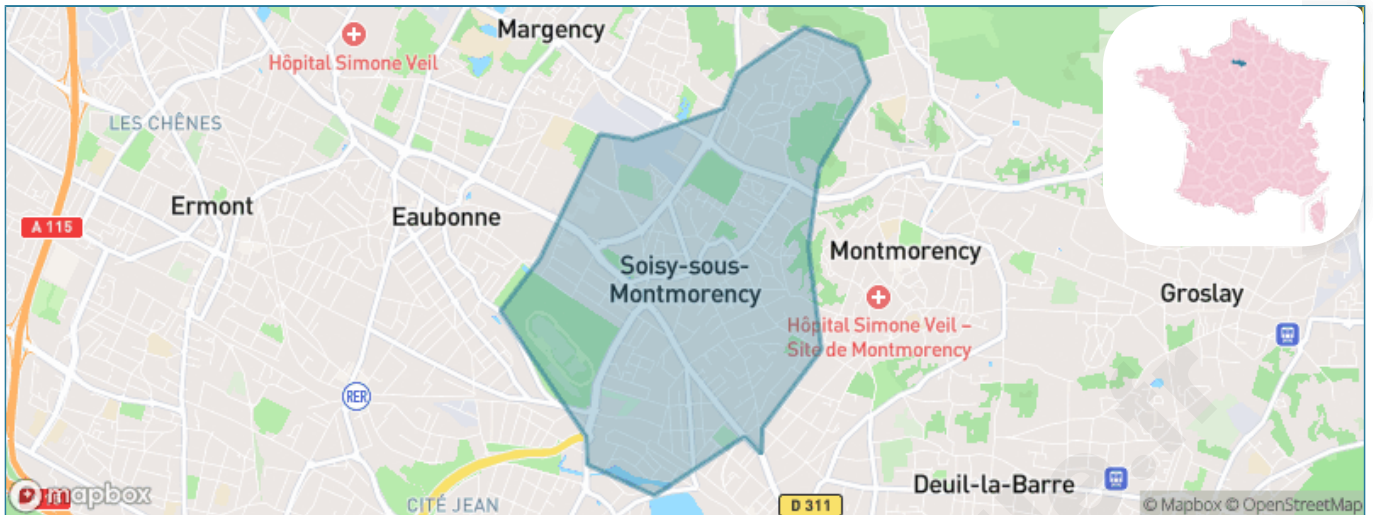 Margency
Hôpital Simone Veil
LES CHÊNES
Ermont
Eaubonne
A 115
Soisy-sous-
Montmorency
Montmorency
Groslay
Hôpital Simone Veil –
Site de Montmorency
RER
Deuil-la-Barre
CITÉ JEAN
D 311
mapbox
© Mapbox © OpenStreetMap